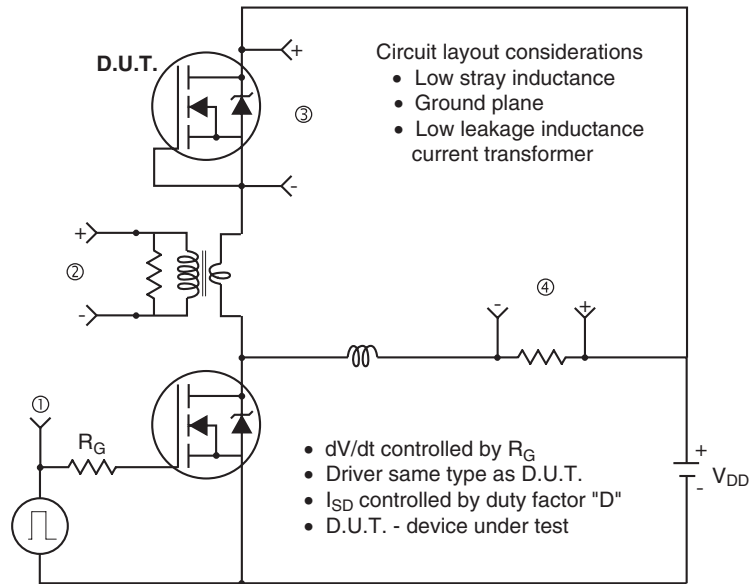 D.U.T.
+
Circuit layout considerations
• Low stray inductance
③
• Ground plane
• Low leakage inductance
current transformer
-
+
②
-
④
- +
①
R_G
• dV/dt controlled by R_G
• Driver same type as D.U.T.
• I_SD controlled by duty factor "D"
• D.U.T. - device under test
+
V_DD
-